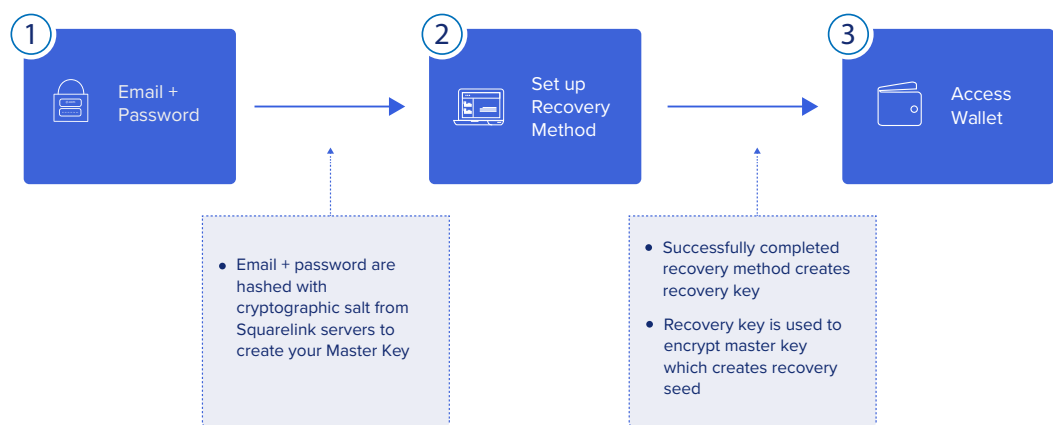 1
Email +
Password
2
Set up
Recovery
Method
3
Access
Wallet
• Email + password are
hashed with
cryptographic salt from
Squarelink servers to
create your Master Key
• Successfully completed
recovery method creates
recovery key
• Recovery key is used to
encrypt master key
which creates recovery
seed